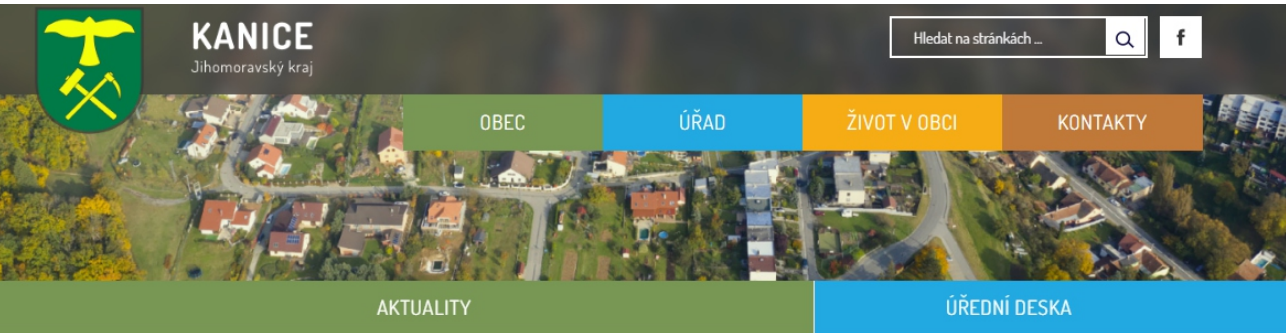 KANICE
Jihomoravský kraj
Hledat na stránkách ...
f
OBEC
ÚŘAD
ŽIVOT V OBCI
KONTAKTY
AKTUALITY
ÚŘEDNÍ DESKA